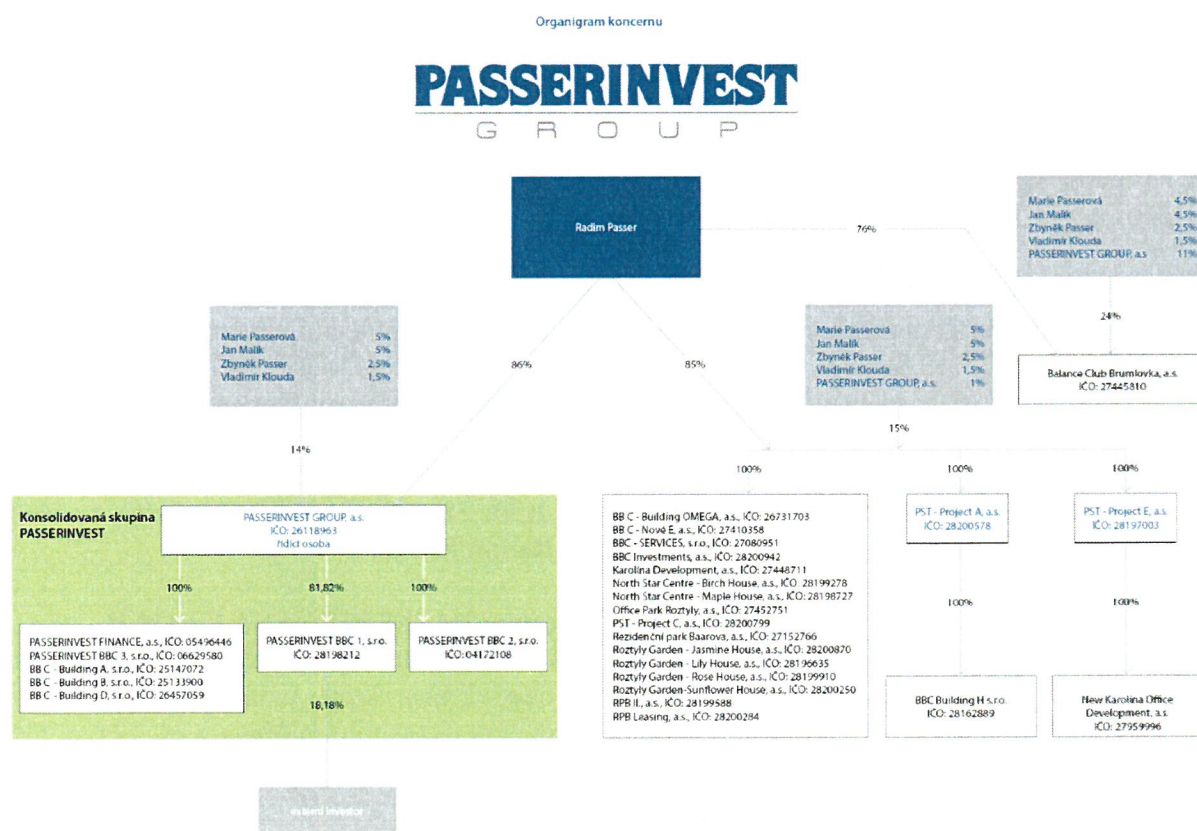 Organigram koncernu
PASSERINVEST
GROUP
Radim Passer
76%
Marie Passerová 4,5%
Jan Malík 4,5%
Zbyněk Passer 2,5%
Vladimír Klouda 1,5%
PASSERINVEST GROUP, a.s 11%
24%
Balance Club Brumlovka, a.s.
IČO: 27445810
Marie Passerová 5%
Jan Malík 5%
Zbyněk Passer 2,5%
Vladimír Klouda 1,5%
14%
86%
85%
Marie Passerová 5%
Jan Malík 5%
Zbyněk Passer 2,5%
Vladimír Klouda 1,5%
PASSERINVEST GROUP, a.s. 1%
15%
Konsolidovaná skupina
PASSERINVEST
PASSERINVEST GROUP, a.s.
IČO: 26118963
řídící osoba
100%
81,82%
100%
PASSERINVEST FINANCE, a.s., IČO: 05496446
PASSERINVEST BBC 3, s.r.o., IČO: 06629580
BB C - Building A, s.r.o., IČO: 25147072
BB C - Building B, s.r.o., IČO: 25133900
BB C - Building D, s.r.o., IČO: 26457059
PASSERINVEST BBC 1, s.r.o.
IČO: 28198212
PASSERINVEST BBC 2, s.r.o.
IČO: 04172108
18,18%
externí investor
100%
100%
100%
BB C - Building OMEGA, a.s., IČO: 26731703
BB C - Nové E, a.s., IČO: 27410358
BBC - SERVICES, s.r.o., IČO: 27080951
BBC Investments, a.s., IČO: 28200942
Karolina Development, a.s., IČO: 27448711
North Star Centre - Birch House, a.s., IČO: 28199278
North Star Centre - Maple House, a.s., IČO: 28198727
Office Park Roztyly, a.s., IČO: 27452751
PST - Project C, a.s., IČO: 28200799
Rezidenční park Baarova, a.s., IČO: 27152766
Roztyly Garden - Jasmine House, a.s., IČO: 28200870
Roztyly Garden - Lily House, a.s., IČO: 28196635
Roztyly Garden - Rose House, a.s., IČO: 28199910
Roztyly Garden-Sunflower House, a.s., IČO: 28200250
RPB II., a.s., IČO: 28199588
RPB Leasing, a.s., IČO: 28200284
PST - Project A, a.s.
IČO: 28200578
PST - Project E, a.s.
IČO: 28197003
100%
100%
BBC Building H s.r.o.
IČO: 28162889
New Karolina Office
Development, a.s.
IČO: 27959996